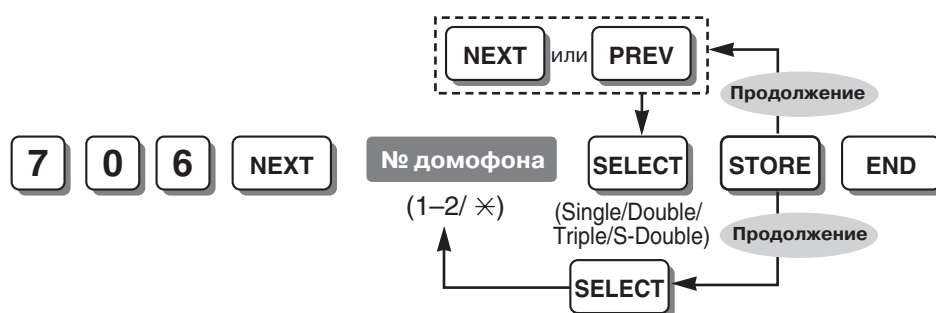 NEXT или PREV
Продолжение
7 0 6 NEXT № домофона SELECT STORE END
(1–2/ ✳)
(Single/Double/
Triple/S-Double)
Продолжение
SELECT